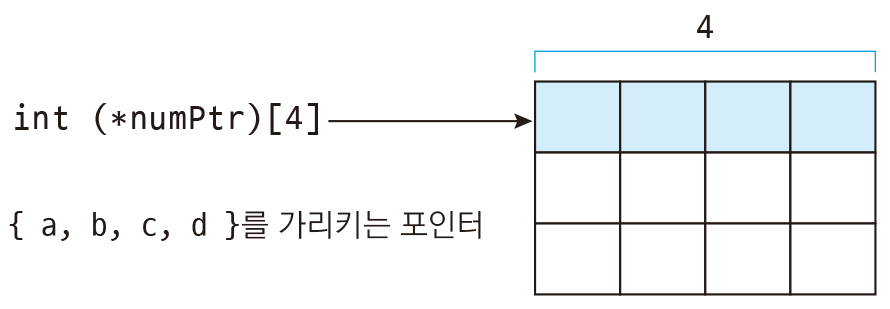 4
int (*numPtr)[4]
{ a, b, c, d }를 가리키는 포인터